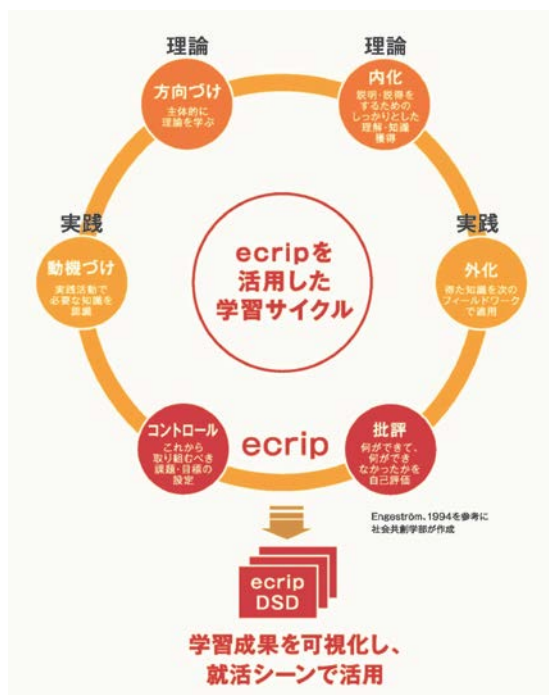 理論
方向づけ
主体的に
理論を学ぶ
理論
内化
説明・説得を
するための
しっかりとした
理解・知識
獲得
実践
動機づけ
実践活動で
必要な知識を
認識
ecripを
活用した
学習サイクル
実践
外化
得た知識を次の
フィールドワーク
で適用
コントロール
これから
取り組むべき
課題・目標の
設定
ecrip
批評
何ができて、
何ができ
なかったかを
自己評価
Engeström、1994を参考に
社会共創学部が作成
ecrip
DSD
学習成果を可視化し、
就活シーンで活用